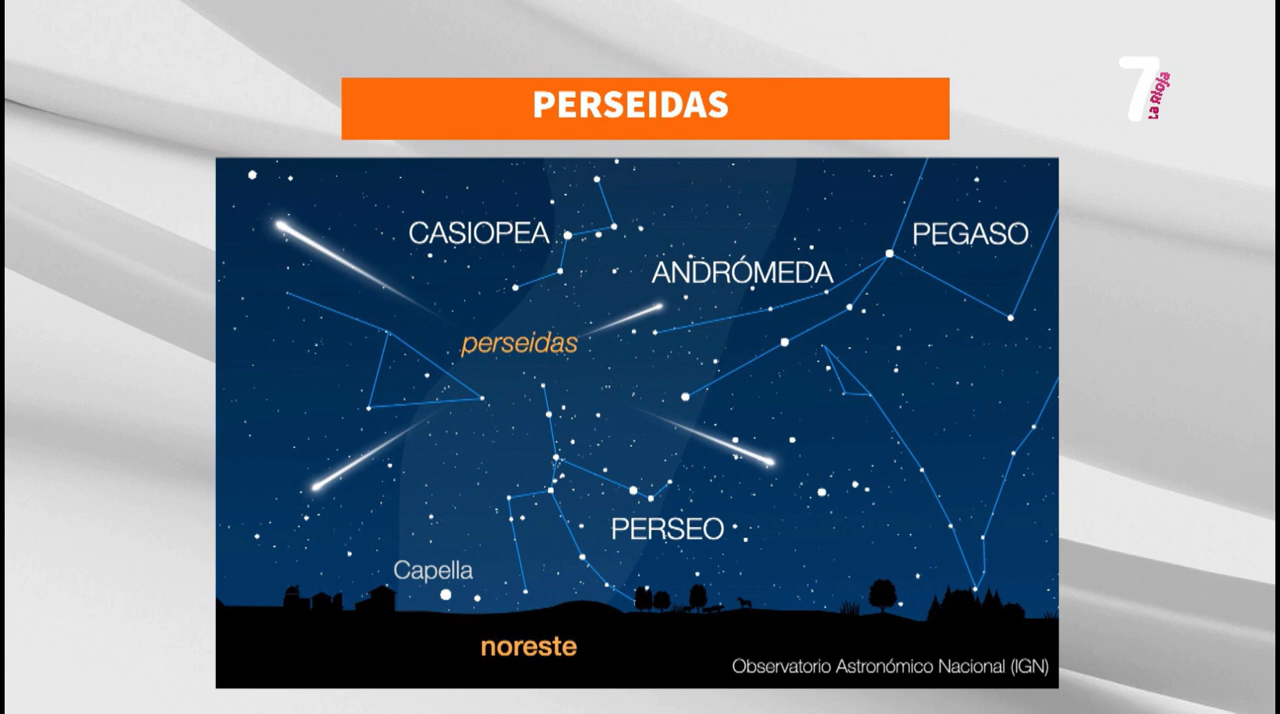 PERSEIDAS
7
La Rioja
CASIOPEA
PEGASO
ANDRÓMEDA
perseidas
PERSEO
Capella
noreste
Observatorio Astronómico Nacional (IGN)